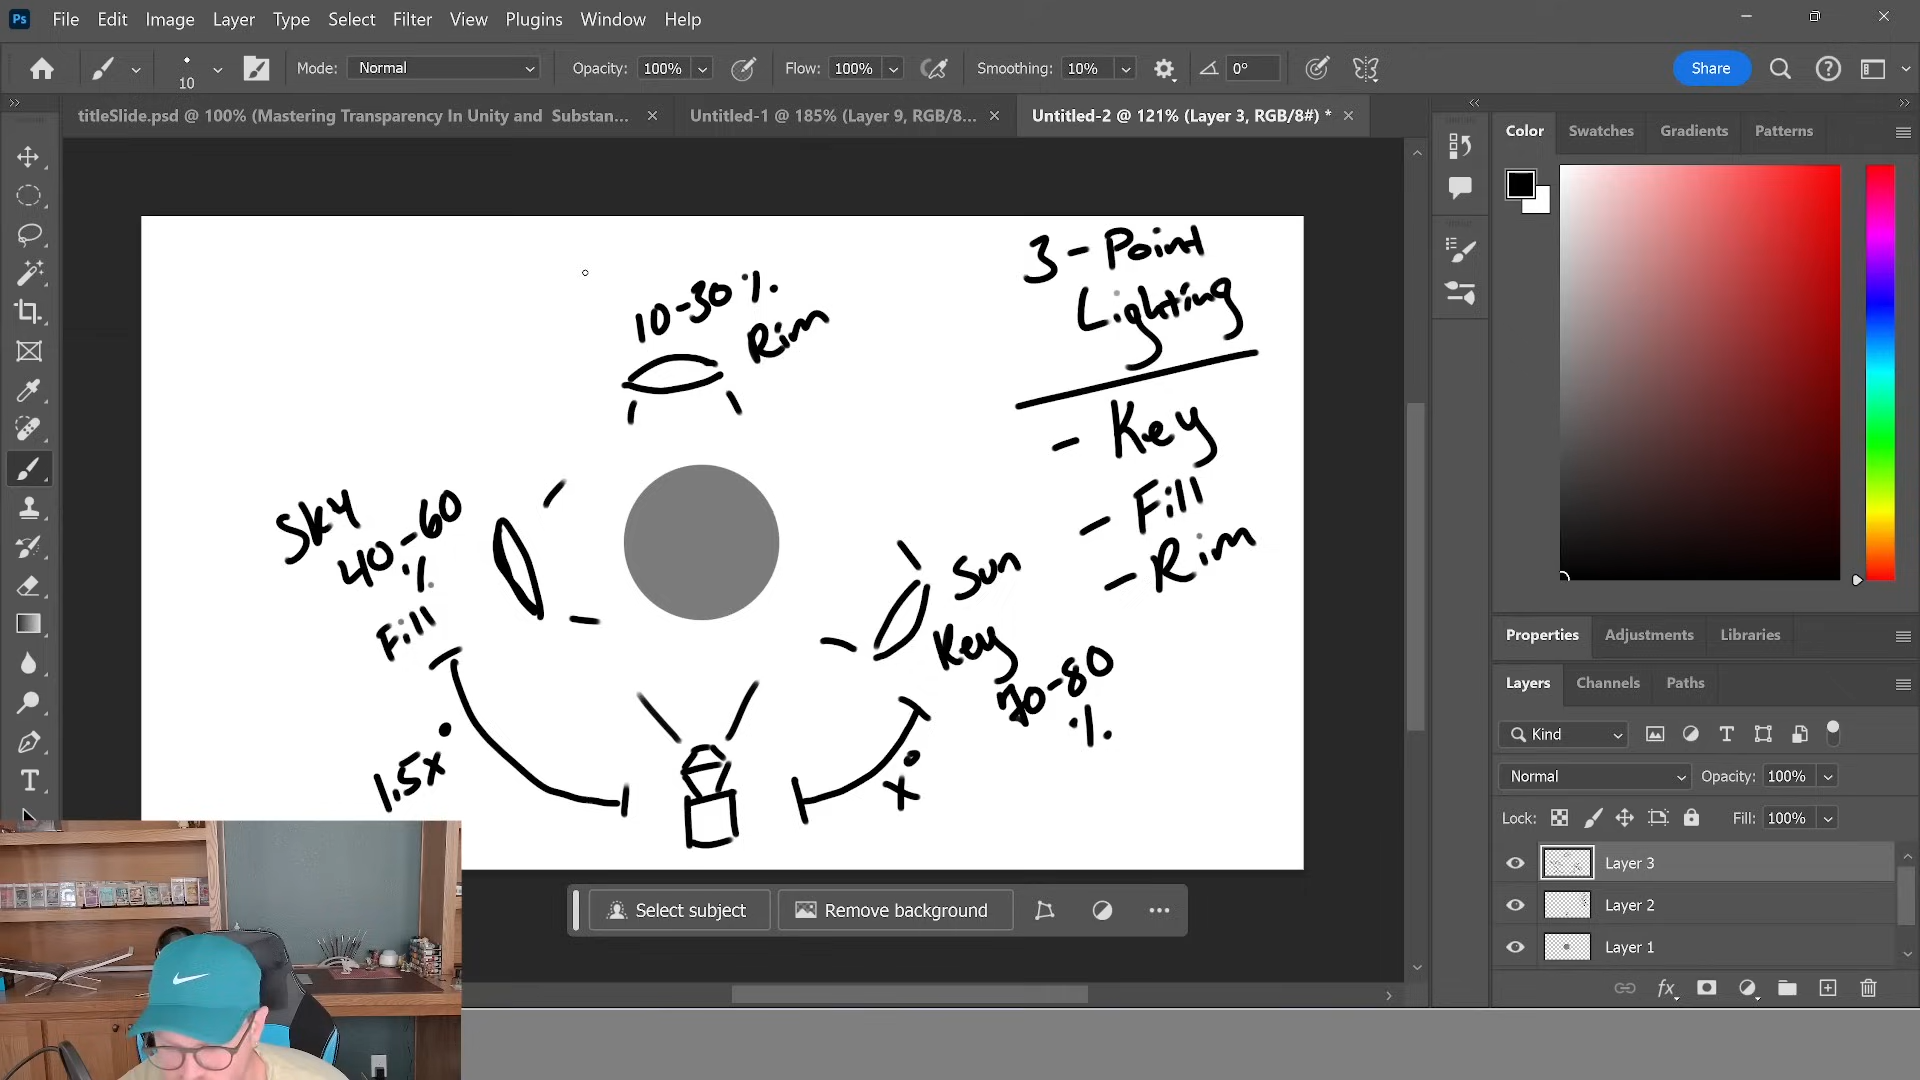 Ps File Edit Image Layer Select Filter View Plugins Window Help
10 Mode: Normal Opacity: 100% Flow: 100% Smoothing: 10% 0° Share
titleSlide.psd @ 100% (Mastering Transparency In Unity and Substan...
Untitled-1 @ 185% (Layer 9, RGB/8...
Untitled-2 @ 121% (Layer 3, RGB/8#) *
3-Point
Lighting
- Key
- Fill
- Rim
10-30%
Rim
Sky
40-60
%
Fill
1.5x°
Sun
Key
70-80
%
x°
Select subject
Remove background
Color Swatches Gradients Patterns
Properties Adjustments Libraries
Layers Channels Paths
Kind
Normal Opacity: 100%
Lock: Fill: 100%
Layer 3
Layer 2
Layer 1
fx